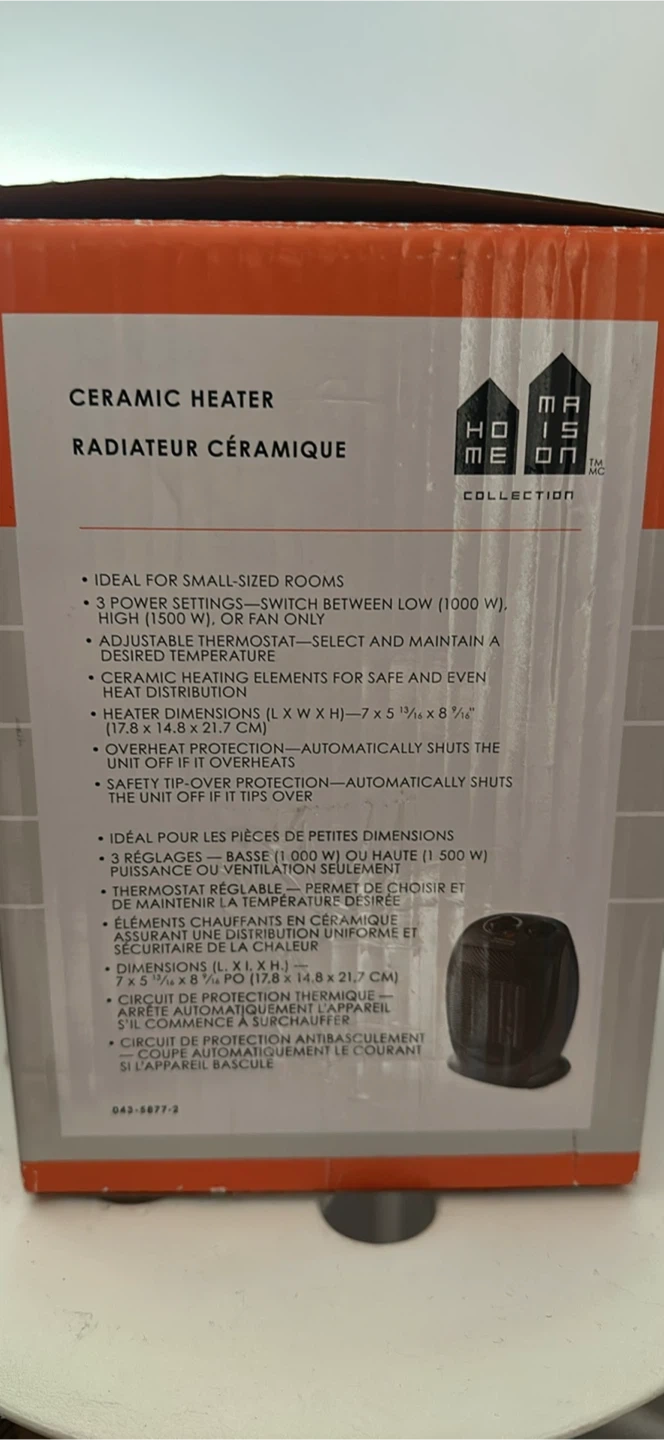 CERAMIC HEATER
RADIATEUR CÉRAMIQUE
HO
ME
MA
IS
ON
TM
MC
COLLECTION
• IDEAL FOR SMALL-SIZED ROOMS
• 3 POWER SETTINGS—SWITCH BETWEEN LOW (1000 W),
HIGH (1500 W), OR FAN ONLY
• ADJUSTABLE THERMOSTAT—SELECT AND MAINTAIN A
DESIRED TEMPERATURE
• CERAMIC HEATING ELEMENTS FOR SAFE AND EVEN
HEAT DISTRIBUTION
• HEATER DIMENSIONS (L X W X H)—7 x 5 13/16 x 8 9/16"
(17.8 x 14.8 x 21.7 CM)
• OVERHEAT PROTECTION—AUTOMATICALLY SHUTS THE
UNIT OFF IF IT OVERHEATS
• SAFETY TIP-OVER PROTECTION—AUTOMATICALLY SHUTS
THE UNIT OFF IF IT TIPS OVER
• IDÉAL POUR LES PIÈCES DE PETITES DIMENSIONS
• 3 RÉGLAGES — BASSE (1 000 W) OU HAUTE (1 500 W)
PUISSANCE OU VENTILATION SEULEMENT
• THERMOSTAT RÉGLABLE — PERMET DE CHOISIR ET
DE MAINTENIR LA TEMPÉRATURE DÉSIRÉE
• ÉLÉMENTS CHAUFFANTS EN CÉRAMIQUE
ASSURANT UNE DISTRIBUTION UNIFORME ET
SÉCURITAIRE DE LA CHALEUR
• DIMENSIONS (L. X l. X H.) —
7 x 5 13/16 x 8 9/16 PO (17,8 x 14,8 x 21,7 CM)
• CIRCUIT DE PROTECTION THERMIQUE —
ARRÊTE AUTOMATIQUEMENT L'APPAREIL
S'IL COMMENCE À SURCHAUFFER
• CIRCUIT DE PROTECTION ANTIBASCULEMENT
— COUPE AUTOMATIQUEMENT LE COURANT
SI L'APPAREIL BASCULE
043-5877-2